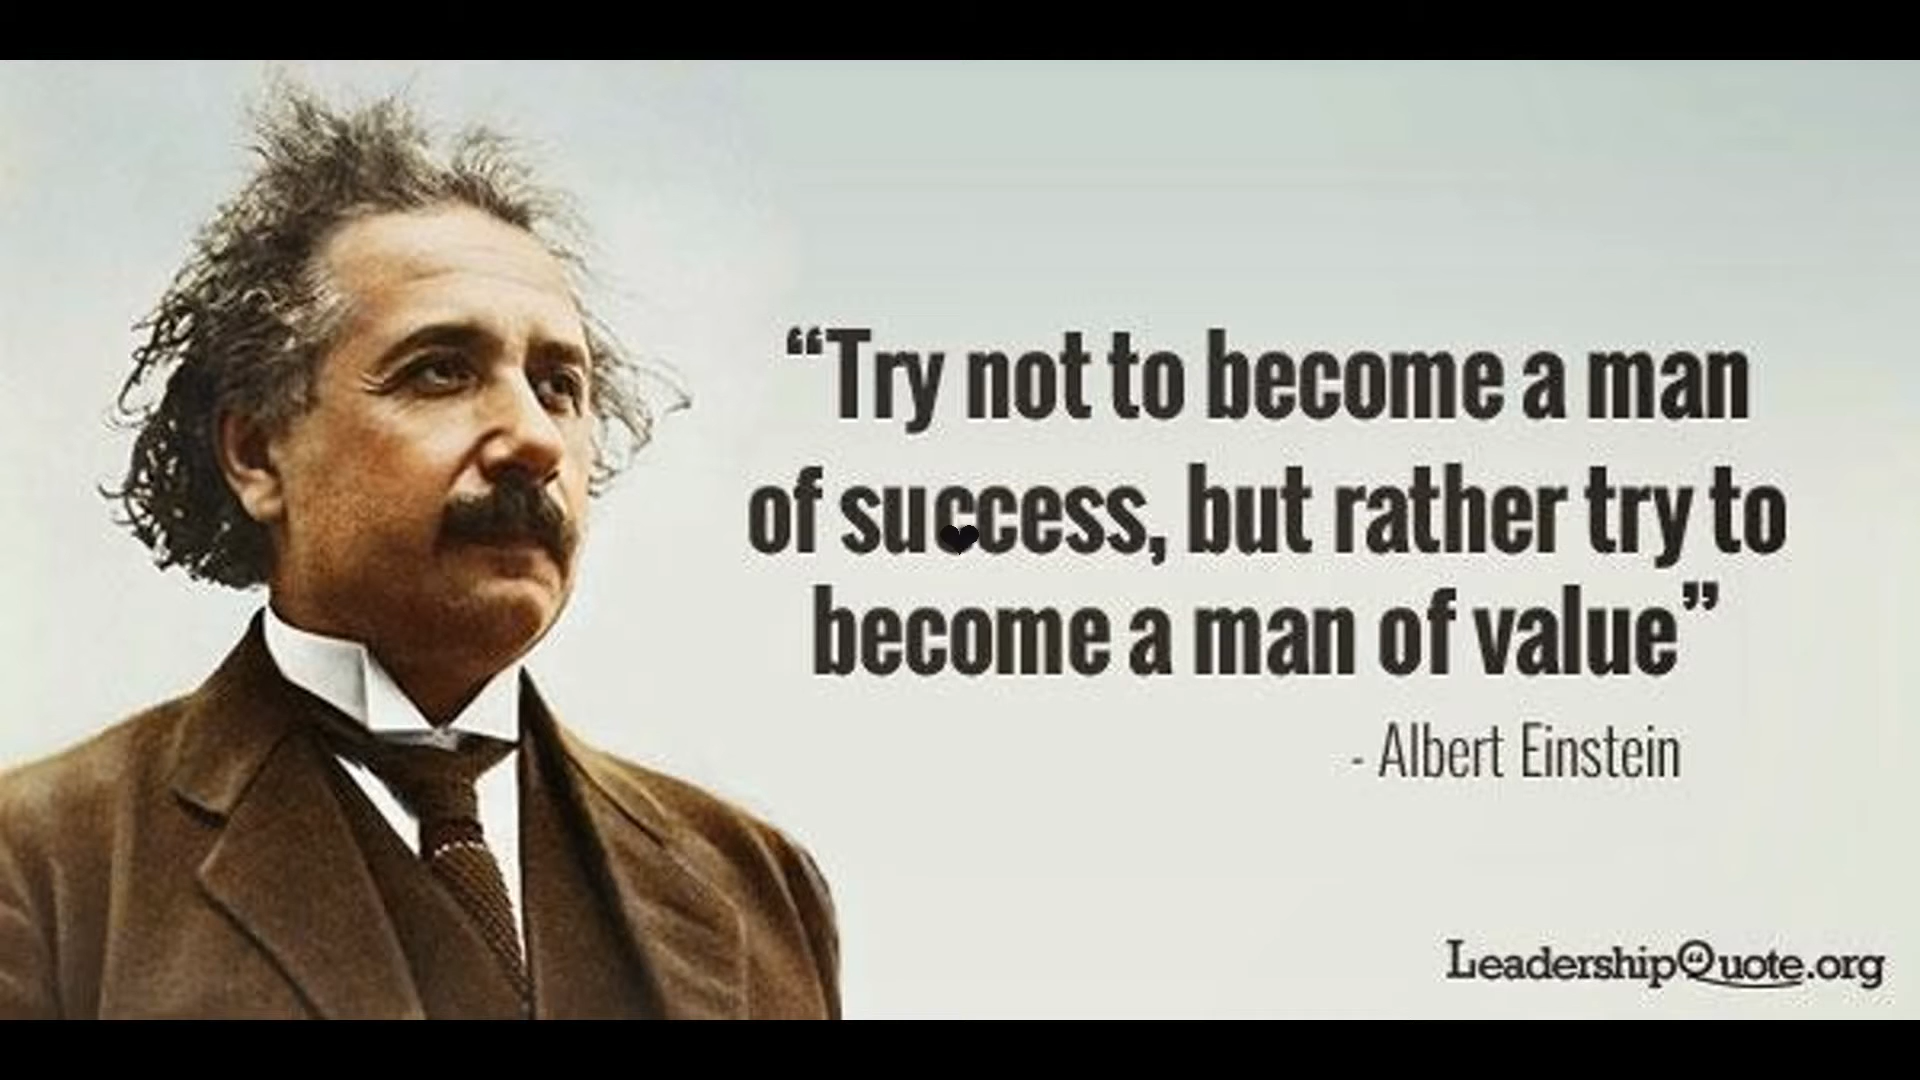 “Try not to become a man
of success, but rather try to
become a man of value”
- Albert Einstein
LeadershipQuote.org